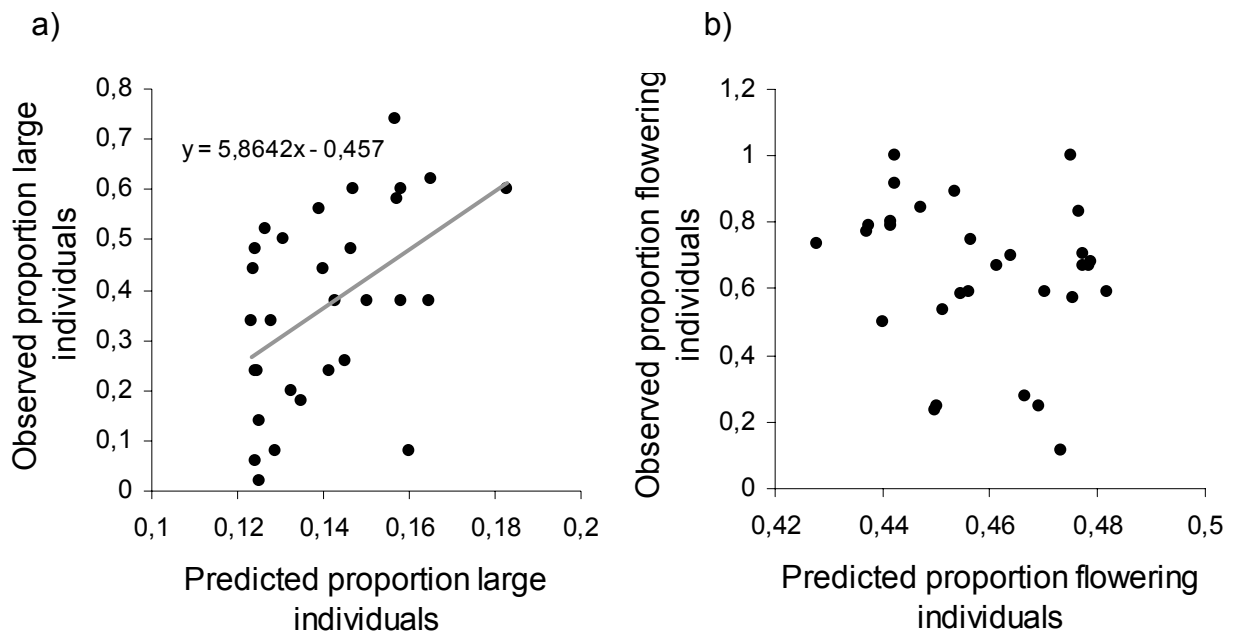 a)
Observed proportion large
individuals
0,8
0,7
0,6
0,5
0,4
0,3
0,2
0,1
0
y = 5,8642x - 0,457
0,1
0,12
0,14
0,16
0,18
0,2
Predicted proportion large
individuals
b)
Observed proportion flowering
individuals
1,2
1
0,8
0,6
0,4
0,2
0
0,42
0,44
0,46
0,48
0,5
Predicted proportion flowering
individuals